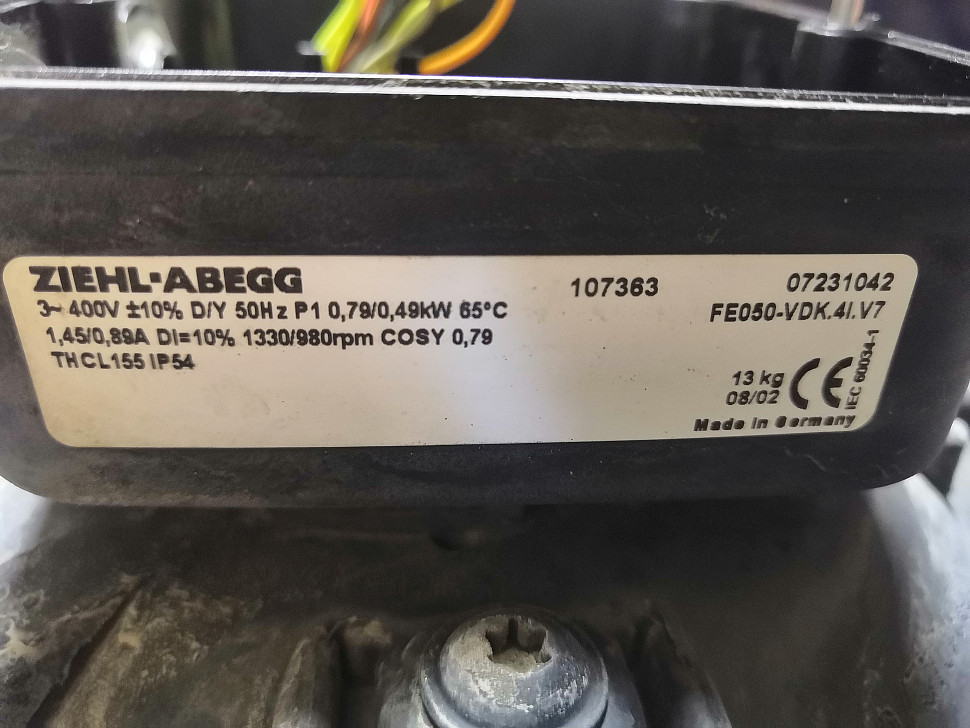 ZIEHL-ABEGG
3~ 400V ±10% D/Y 50Hz P1 0,79/0,49kW 65°C
1,45/0,89A DI=10% 1330/980rpm COSY 0,79
THCL155 IP54
107363
07231042
FE050-VDK.4I.V7
13 kg
08/02
CE
IEC 60034-1
Made in Germany